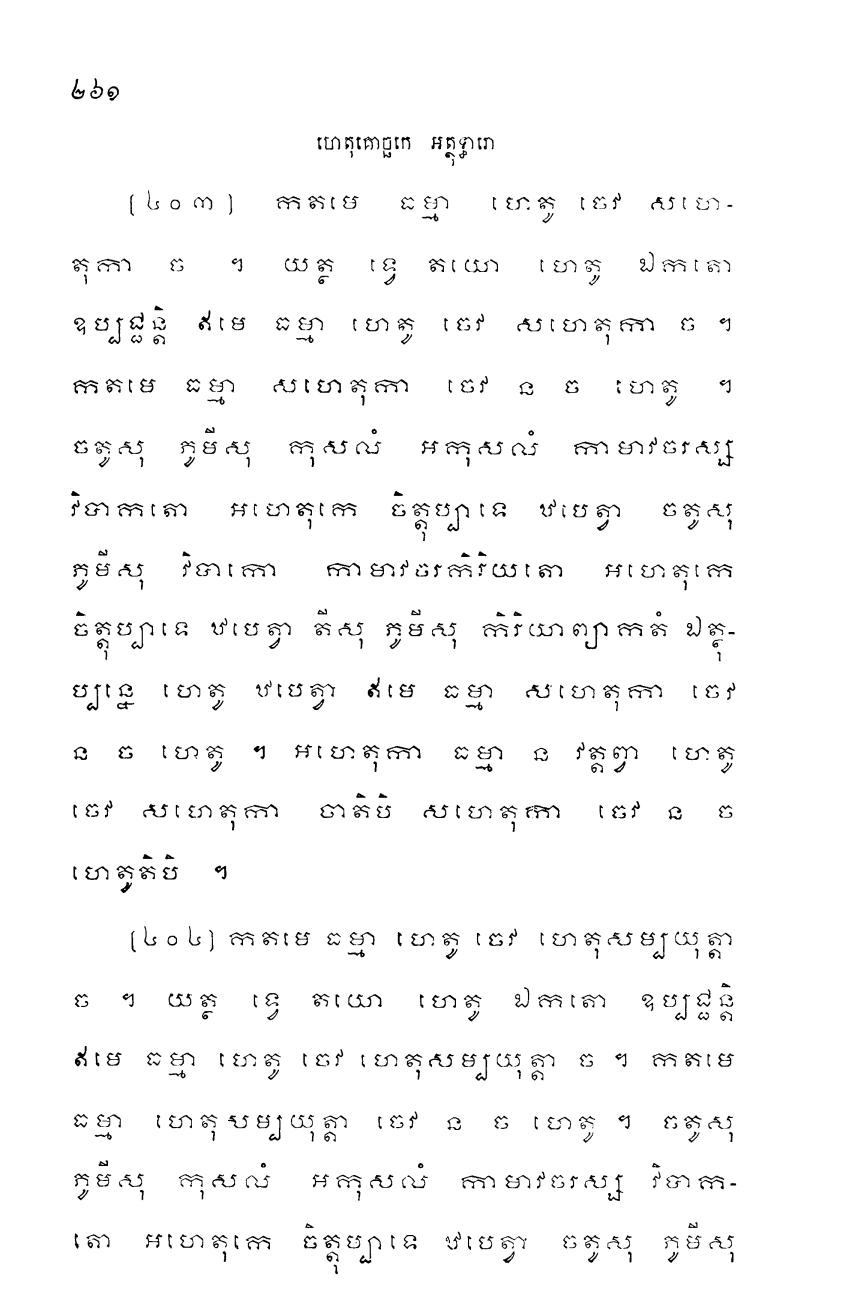 ២៦១
ហេតុគោច្ឆកេ អត្ថុទ្ធារោ
[៤០៣] កតមេ ធម្មា ហេតូ ចេវ សហេ-
តុកា ច ។ យត្ថ ទ្វេ តយោ ហេតូ ឯកតោ
ឧប្បជ្ជន្តិ ឥមេ ធម្មា ហេតូ ចេវ សហេតុកា ច ។
កតមេ ធម្មា សហេតុកា ចេវ ន ច ហេតូ ។
ចតូសុ ភូមីសុ កុសលំ អកុសលំ កាមាវចរស្ស
វិបាកតោ អហេតុកេ ចិត្តុប្បាទេ ឋបេត្វា ចតូសុ
ភូមីសុ វិបាកោ កាមាវចរកិរិយតោ អហេតុកេ
ចិត្តុប្បាទេ ឋបេត្វា តីសុ ភូមីសុ កិរិយាព្យាកតំ ឯត្ថុ-
ប្បន្នេ ហេតូ ឋបេត្វា ឥមេ ធម្មា សហេតុកា ចេវ
ន ច ហេតូ ។ អហេតុកា ធម្មា ន វត្តព្វា ហេតូ
ចេវ សហេតុកា ចាតិបិ សហេតុកា ចេវ ន ច
ហេតូតិបិ ។
[៤០៤] កតមេ ធម្មា ហេតូ ចេវ ហេតុសម្បយុត្តា
ច ។ យត្ថ ទ្វេ តយោ ហេតូ ឯកតោ ឧប្បជ្ជន្តិ
ឥមេ ធម្មា ហេតូ ចេវ ហេតុសម្បយុត្តា ច ។ កតមេ
ធម្មា ហេតុសម្បយុត្តា ចេវ ន ច ហេតូ ។ ចតូសុ
ភូមីសុ កុសលំ អកុសលំ កាមាវចរស្ស វិបាក-
តោ អហេតុកេ ចិត្តុប្បាទេ ឋបេត្វា ចតូសុ ភូមីសុ